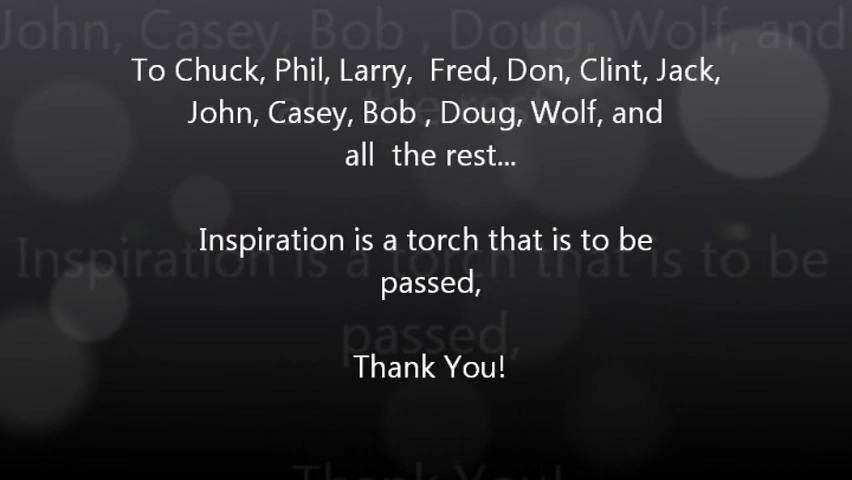 To Chuck, Phil, Larry,  Fred, Don, Clint, Jack,
John, Casey, Bob , Doug, Wolf, and
all  the rest...
Inspiration is a torch that is to be
passed,
Thank You!